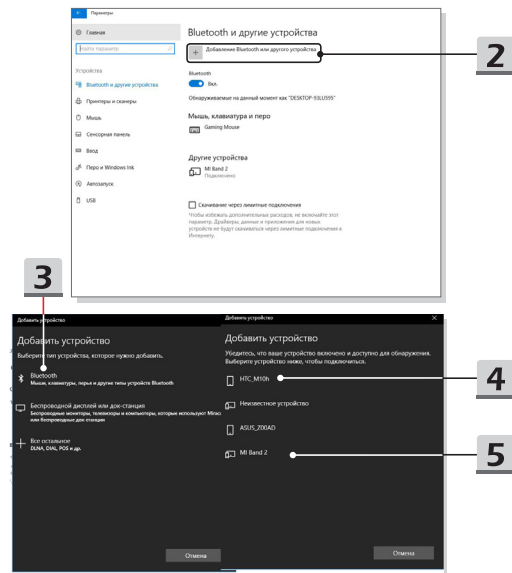 Параметры
Главная
Найти параметр
Устройства
Bluetooth и другие устройства
Принтеры и сканеры
Мышь
Сенсорная панель
Ввод
Перо и Windows Ink
Автозапуск
USB
Bluetooth и другие устройства
Добавление Bluetooth или другого устройства
Bluetooth
Вкл.
Обнаруживаемые на данный момент как "DESKTOP-93LU595"
Мышь, клавиатура и перо
Gaming Mouse
Другие устройства
MI Band 2
Подключено
Скачивание через лимитные подключения
Чтобы избежать дополнительных расходов, не включайте этот
параметр. Драйверы, данные и приложения для новых
устройств не будут скачиваться через лимитные подключения к
Интернету.
2
3
Добавить устройство
Добавить устройство
Выберите тип устройства, которое нужно добавить.
Bluetooth
Мыши, клавиатуры, перья и другие типы устройств Bluetooth
Беспроводной дисплей или док-станция
Беспроводные мониторы, телевизоры и компьютеры, которые используют Mirac
или беспроводные док-станции
Все остальное
DLNA, DIAL, POS и др.
Отмена
Добавить устройство
Добавить устройство
Убедитесь, что ваше устройство включено и доступно для обнаружения.
Выберите устройство ниже, чтобы подключиться.
HTC_M10h
Неизвестное устройство
ASUS_Z00AD
MI Band 2
Отмена
4
5